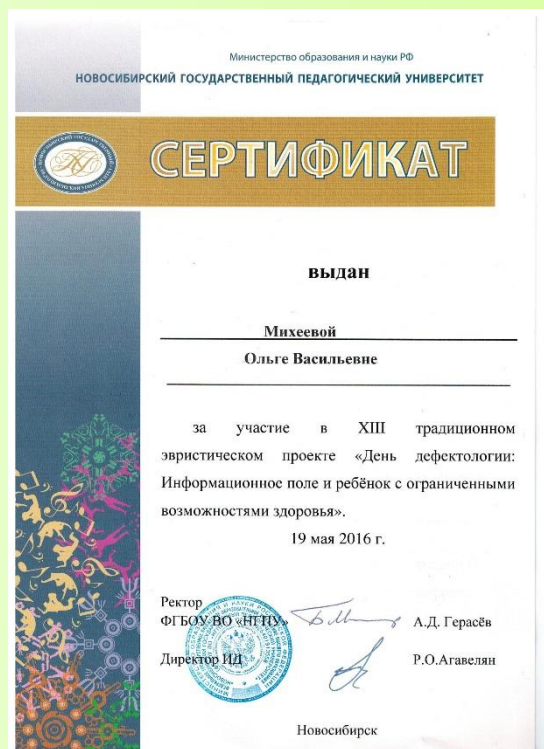 Министерство образования и науки РФ
НОВОСИБИРСКИЙ ГОСУДАРСТВЕННЫЙ ПЕДАГОГИЧЕСКИЙ УНИВЕРСИТЕТ
СЕРТИФИКАТ
выдан
Михеевой
Ольге Васильевне
за участие в XIII традиционном
эвристическом проекте «День дефектологии:
Информационное поле и ребёнок с ограниченными
возможностями здоровья».
19 мая 2016 г.
Ректор
ФГБОУ ВО «НГПУ» А.Д. Герасёв
Директор ИД Р.О.Агавелян
Новосибирск